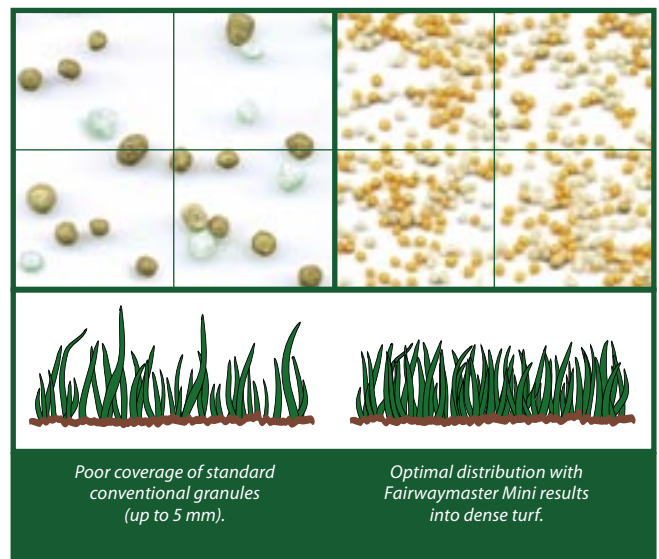 Poor coverage of standard
conventional granules
(up to 5 mm).
Optimal distribution with
Fairwaymaster Mini results
into dense turf.